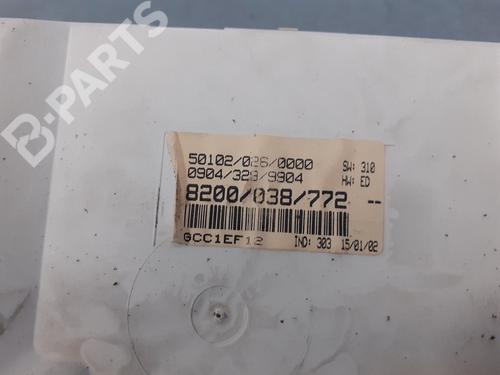 B-PARTS
50102/026/0000 SW: 310
0904/328/9904 HW: ED
8200/038/772 --
GCC1EF12 IND: 303 15/01/02